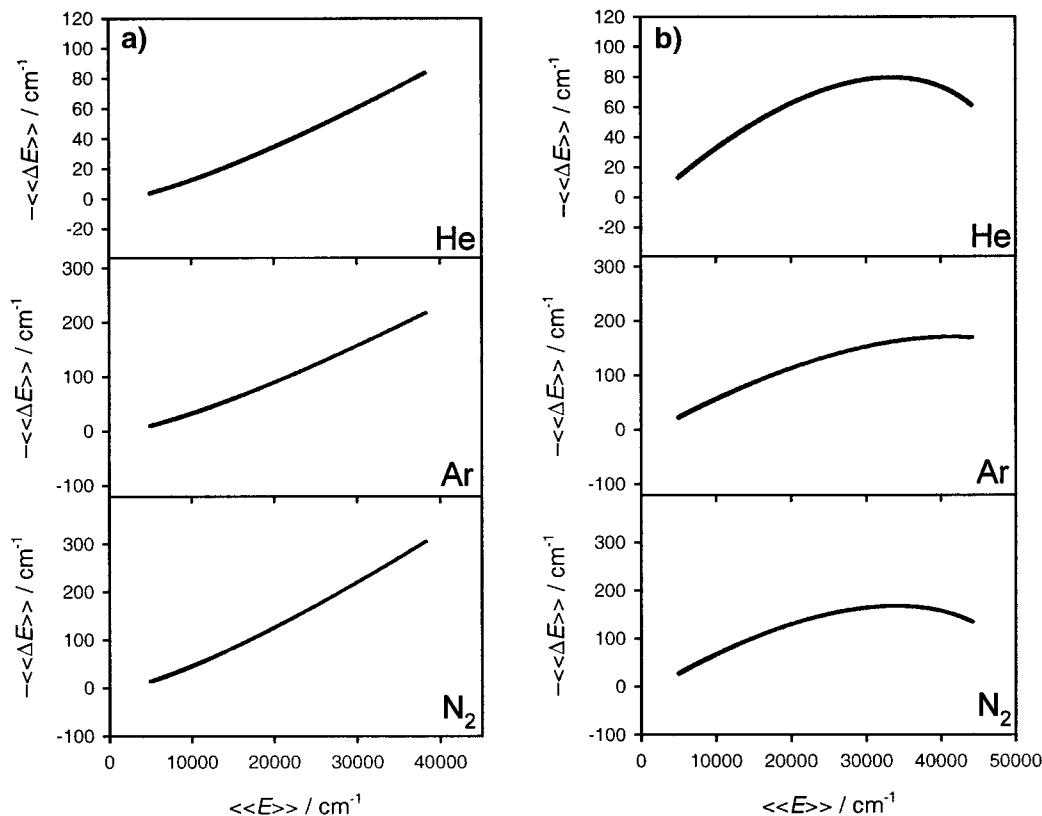 a)
120
100
80
60
40
20
0
-20
−<<ΔE>> / cm⁻¹
He
300
200
100
0
-100
−<<ΔE>> / cm⁻¹
Ar
300
200
100
0
-100
−<<ΔE>> / cm⁻¹
N₂
0 10000 20000 30000 40000
<<E>> / cm⁻¹
b)
120
100
80
60
40
20
0
-20
−<<ΔE>> / cm⁻¹
He
300
200
100
0
-100
−<<ΔE>> / cm⁻¹
Ar
300
200
100
0
-100
−<<ΔE>> / cm⁻¹
N₂
0 10000 20000 30000 40000 50000
<<E>> / cm⁻¹